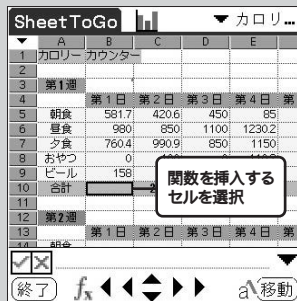 SheetToGo カロリ...
A B C D E
1 カロリー カウンター
2
3 第1週
4 第1日 第2日 第3日 第4日 第
5 朝食 581.7 420.6 450 85
6 昼食 980 850 1100 1230.2
7 夕食 760.4 990.9 850 1150
8 おやつ 0
9 ビール 158
10 合計
11
12 第2週
13 第1日 第2日 第3日 第4日 第
関数を挿入する
セルを選択
終了 fx a 移動